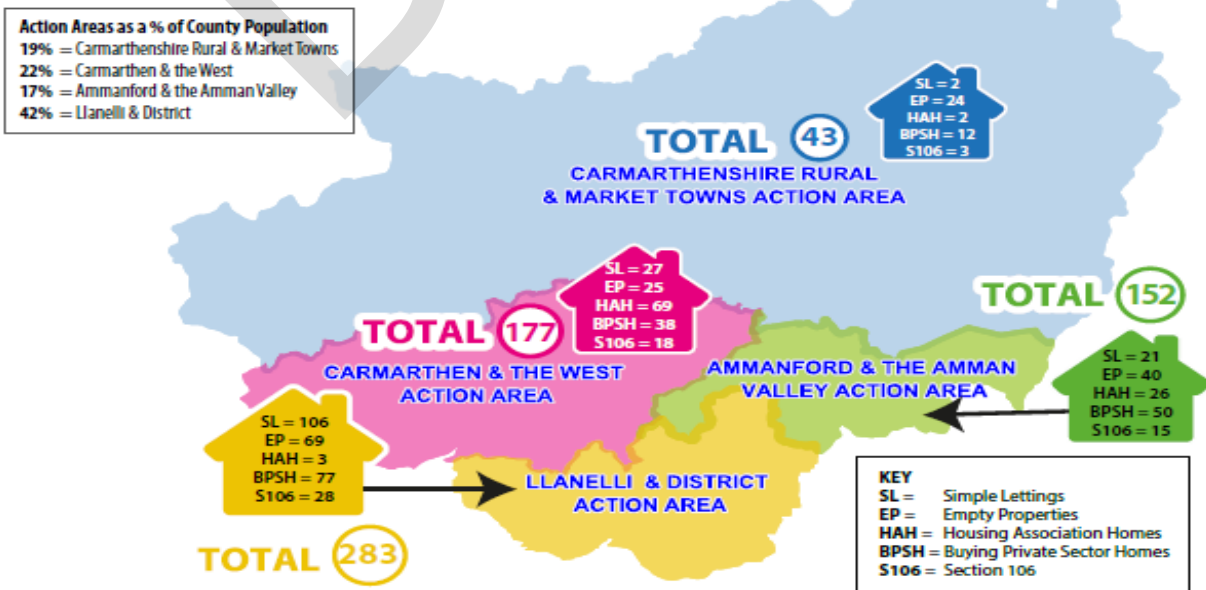 Action Areas as a % of County Population
19% = Carmarthenshire Rural & Market Towns
22% = Carmarthen & the West
17% = Ammanford & the Amman Valley
42% = Llanelli & District
SL = 2
EP = 24
HAH = 2
BPSH = 12
S106 = 3
TOTAL 43
CARMARTHENSHIRE RURAL
& MARKET TOWNS ACTION AREA
SL = 27
EP = 25
HAH = 69
BPSH = 38
S106 = 18
TOTAL 177
CARMARTHEN & THE WEST
ACTION AREA
TOTAL 152
SL = 21
EP = 40
HAH = 26
BPSH = 50
S106 = 15
AMMANFORD & THE AMMAN
VALLEY ACTION AREA
SL = 106
EP = 69
HAH = 3
BPSH = 77
S106 = 28
LLANELLI & DISTRICT
ACTION AREA
TOTAL 283
KEY
SL = Simple Lettings
EP = Empty Properties
HAH = Housing Association Homes
BPSH = Buying Private Sector Homes
S106 = Section 106